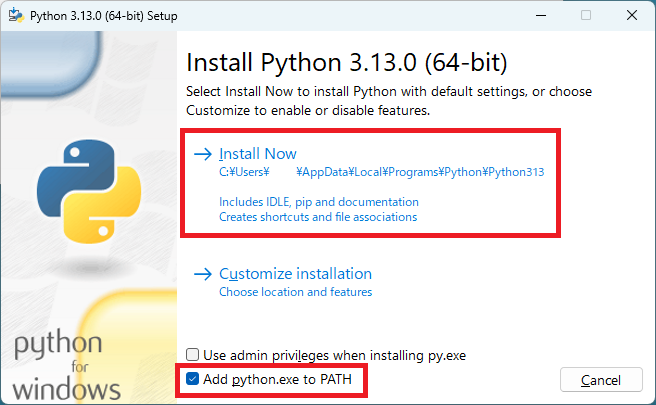 Python 3.13.0 (64-bit) Setup
Install Python 3.13.0 (64-bit)
Select Install Now to install Python with default settings, or choose
Customize to enable or disable features.
Install Now
C:¥Users¥ ¥AppData¥Local¥Programs¥Python¥Python313
Includes IDLE, pip and documentation
Creates shortcuts and file associations
Customize installation
Choose location and features
Use admin privileges when installing py.exe
Add python.exe to PATH
Cancel
python
for
windows